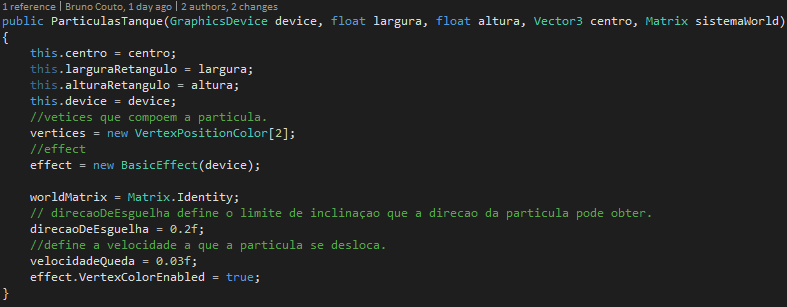 1 reference | Bruno Couto, 1 day ago | 2 authors, 2 changes
public ParticulasTanque(GraphicsDevice device, float largura, float altura, Vector3 centro, Matrix sistemaWorld)
{
this.centro = centro;
this.larguraRetangulo = largura;
this.alturaRetangulo = altura;
this.device = device;
//vetices que compoem a particula.
vertices = new VertexPositionColor[2];
//effect
effect = new BasicEffect(device);
worldMatrix = Matrix.Identity;
// direcaoDeEsguelha define o limite de inclinaçao que a direcao da particula pode obter.
direcaoDeEsguelha = 0.2f;
//define a velocidade a que a particula se desloca.
velocidadeQueda = 0.03f;
effect.VertexColorEnabled = true;
}